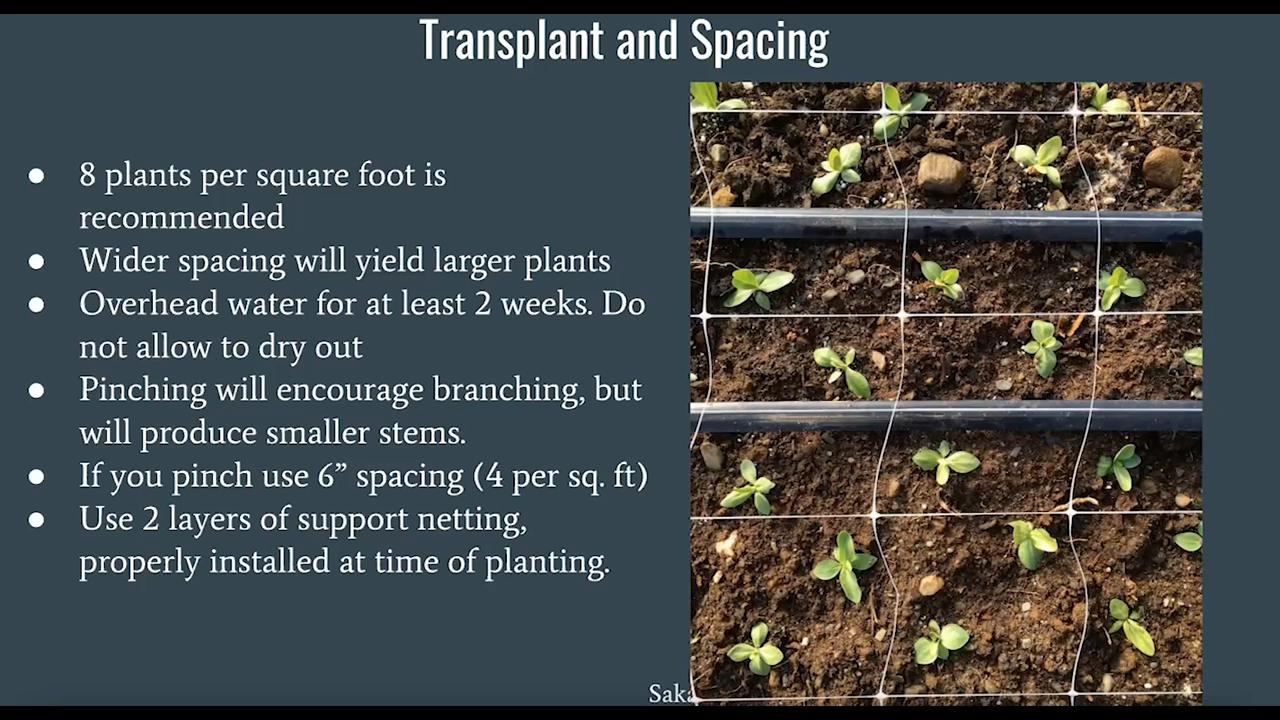 Transplant and Spacing
● 8 plants per square foot is
recommended
● Wider spacing will yield larger plants
● Overhead water for at least 2 weeks. Do
not allow to dry out
● Pinching will encourage branching, but
will produce smaller stems.
● If you pinch use 6” spacing (4 per sq. ft)
● Use 2 layers of support netting,
properly installed at time of planting.
Saka